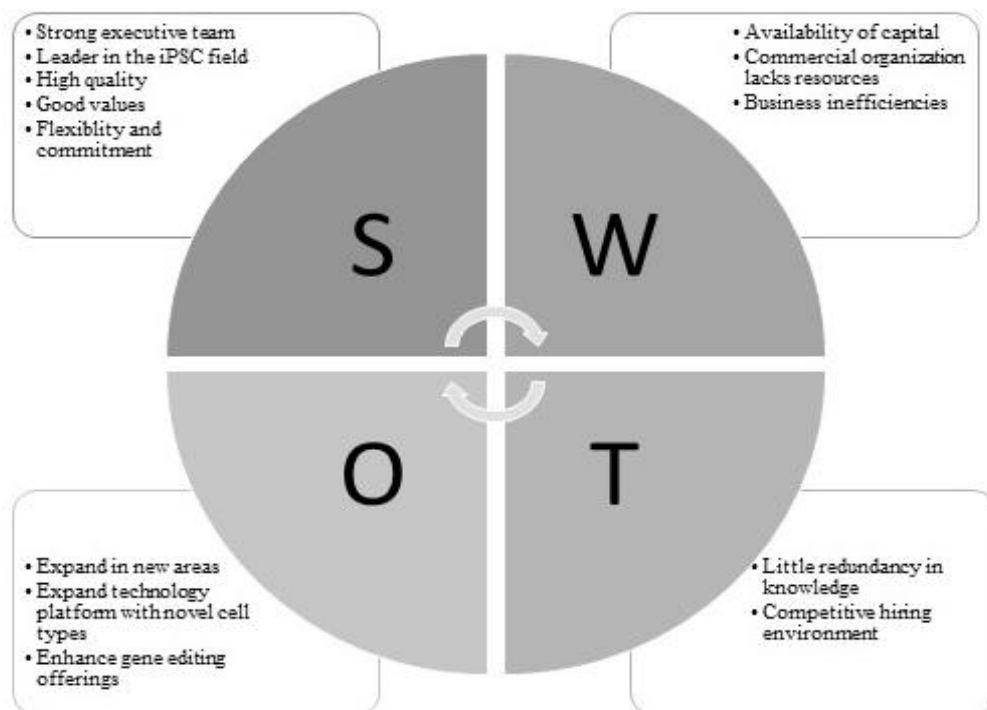 • Strong executive team
• Leader in the iPSC field
• High quality
• Good values
• Flexiblity and
commitment
• Availability of capital
• Commercial organization
lacks resources
• Business inefficiencies
S
W
O
T
• Expand in new areas
• Expand technology
platform with novel cell
types
• Enhance gene editing
offerings
• Little redundancy in
knowledge
• Competitive hiring
environment